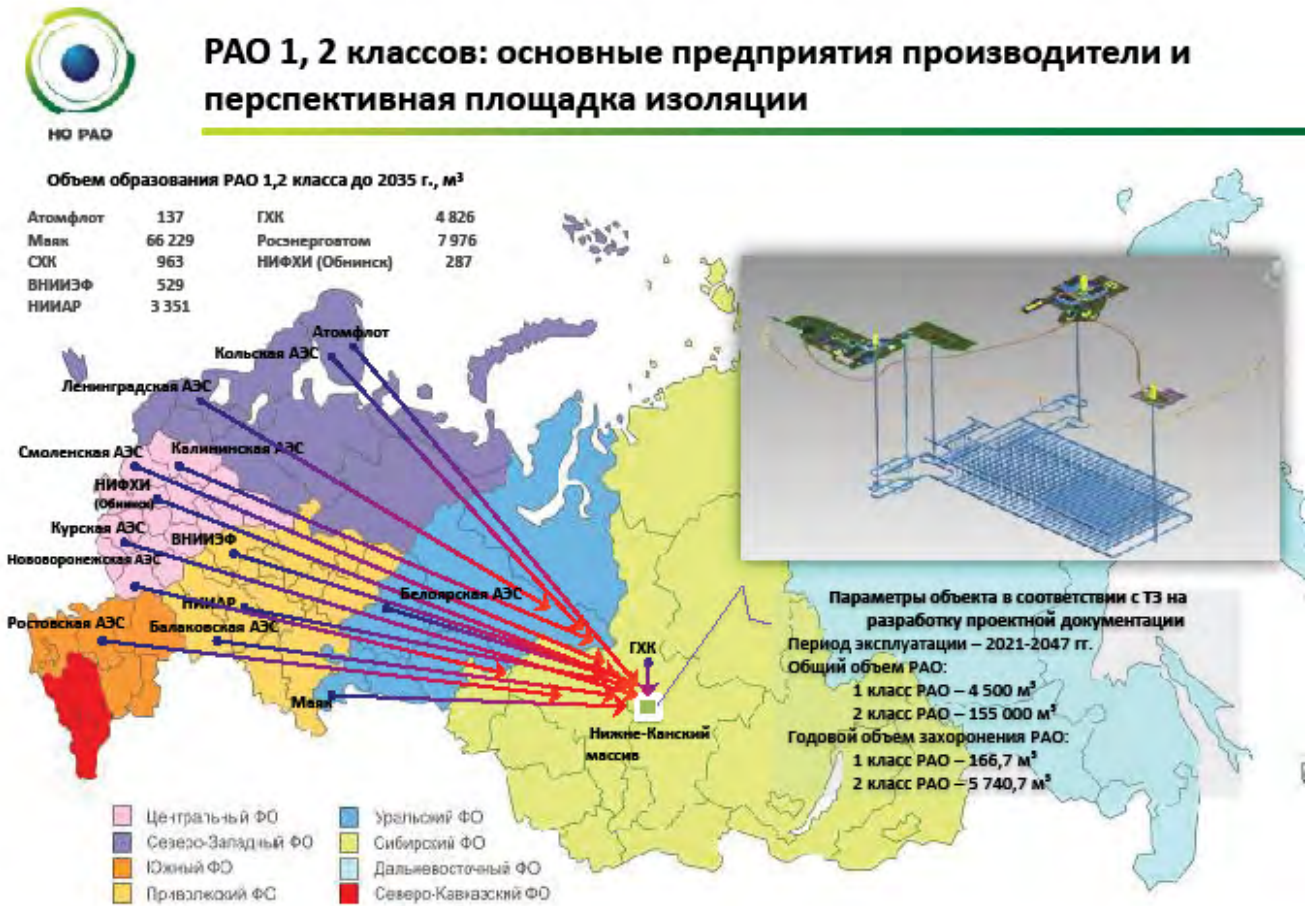 РАО 1, 2 классов: основные предприятия производители и
перспективная площадка изоляции
НО РАО
Объем образования РАО 1,2 класса до 2035 г., м³
Атомфлот 137 ГХК 4 826
Маяк 66 229 Росэнергоатом 7 976
СХК 963 НИФХИ (Обнинск) 287
ВНИИЭФ 529
НИИАР 3 351
Атомфлот
Кольская АЭС
Ленинградская АЭС
Смоленская АЭС
Калининская АЭС
НИФХИ
(Обнинск)
Курская АЭС
ВНИИЭФ
Нововоронежская АЭС
Белоярская АЭС
НИИАР
Ростовская АЭС
Балаковская АЭС
ГХК
Маяк
Нижне-Канский
массив
Параметры объекта в соответствии с ТЗ на
разработку проектной документации
Период эксплуатации – 2021-2047 гг.
Общий объем РАО:
1 класс РАО – 4 500 м³
2 класс РАО – 155 000 м³
Годовой объем захоронения РАО:
1 класс РАО – 166,7 м³
2 класс РАО – 5 740,7 м³
Центральный ФО
Северо-Западный ФО
Южный ФО
Приволжский ФО
Уральский ФО
Сибирский ФО
Дальневосточный ФО
Северо-Кавказский ФО